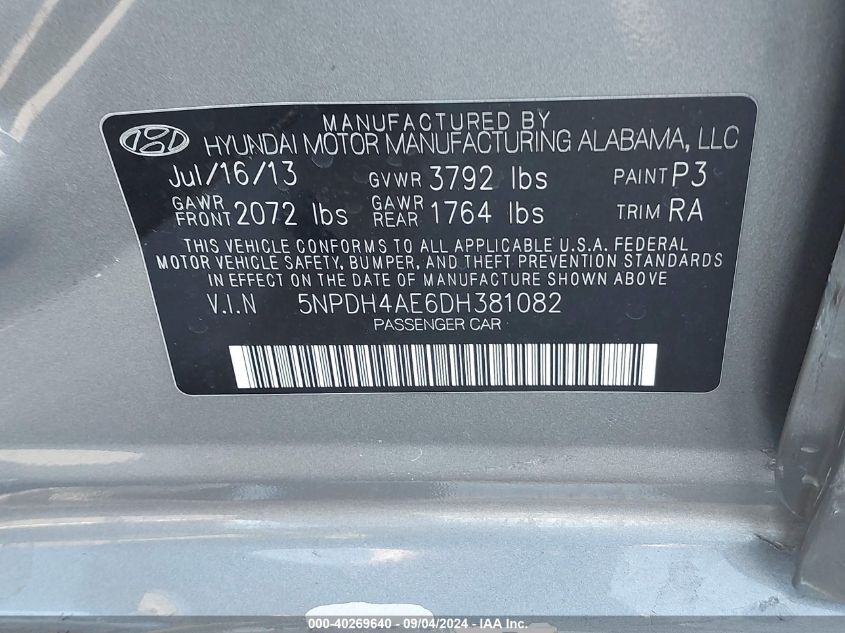 MANUFACTURED BY
HYUNDAI MOTOR MANUFACTURING ALABAMA, LLC
Jul/16/13 GVWR 3792 lbs PAINT P3
GAWR FRONT 2072 lbs GAWR REAR 1764 lbs TRIM RA
THIS VEHICLE CONFORMS TO ALL APPLICABLE U.S.A. FEDERAL
MOTOR VEHICLE SAFETY, BUMPER, AND THEFT PREVENTION STANDARDS
IN EFFECT ON THE DATE OF MANUFACTURE SHOWN ABOVE
V.I.N 5NPDH4AE6DH381082
PASSENGER CAR
000-40269640 - 09/04/2024 - IAA Inc.